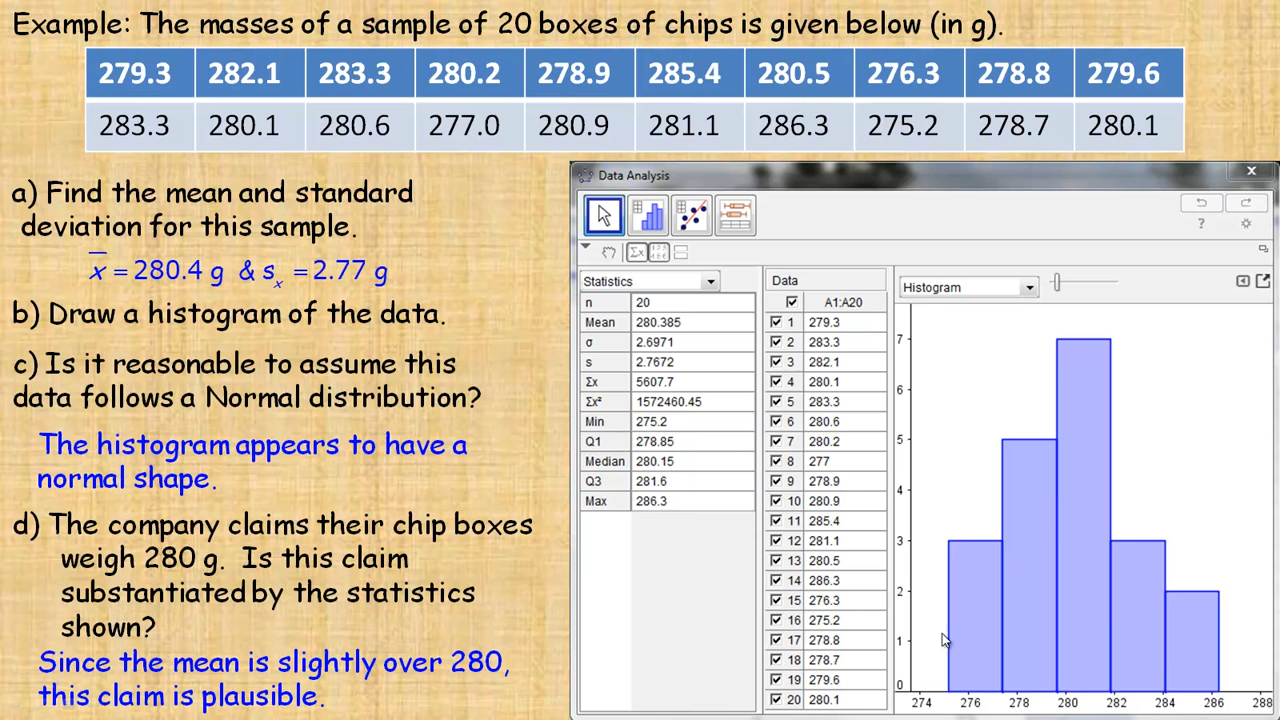 Example: The masses of a sample of 20 boxes of chips is given below (in g).
279.3 282.1 283.3 280.2 278.9 285.4 280.5 276.3 278.8 279.6
283.3 280.1 280.6 277.0 280.9 281.1 286.3 275.2 278.7 280.1
a) Find the mean and standard
deviation for this sample.
x̄ = 280.4 g & sₓ = 2.77 g
b) Draw a histogram of the data.
c) Is it reasonable to assume this
data follows a Normal distribution?
The histogram appears to have a
normal shape.
d) The company claims their chip boxes
weigh 280 g. Is this claim
substantiated by the statistics
shown?
Since the mean is slightly over 280,
this claim is plausible.
Data Analysis
Statistics
n 20
Mean 280.385
σ 2.6971
s 2.7672
Σx 5607.7
Σx² 1572460.45
Min 275.2
Q1 278.85
Median 280.15
Q3 281.6
Max 286.3
Data
A1:A20
1 279.3
2 283.3
3 282.1
4 280.1
5 283.3
6 280.6
7 280.2
8 277
9 278.9
10 280.9
11 285.4
12 281.1
13 280.5
14 286.3
15 276.3
16 275.2
17 278.8
18 278.7
19 279.6
20 280.1
Histogram
7
6
5
4
3
2
1
0
274 276 278 280 282 284 286 288